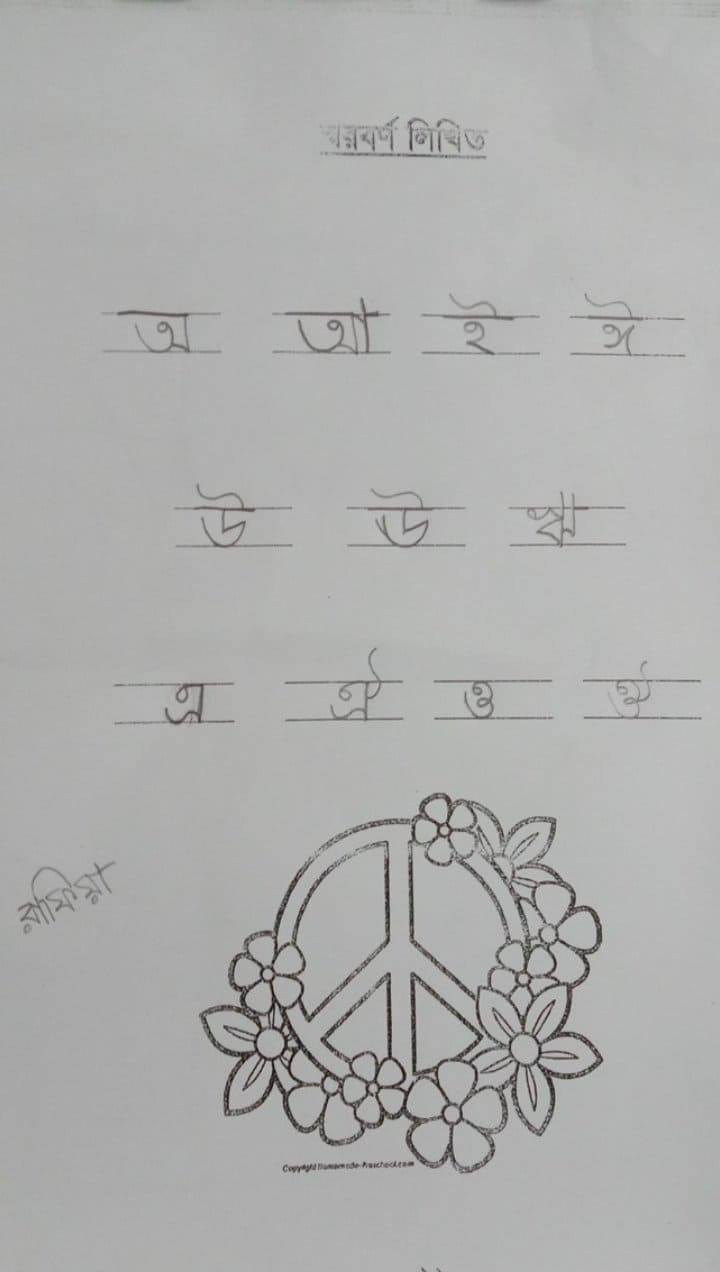 স্বরবর্ণ লিখিত
অ আ ই ঈ
উ ঊ ঋ
এ ঐ ও ঔ
রাফিয়া
Copyright Homemade-Preschool.com